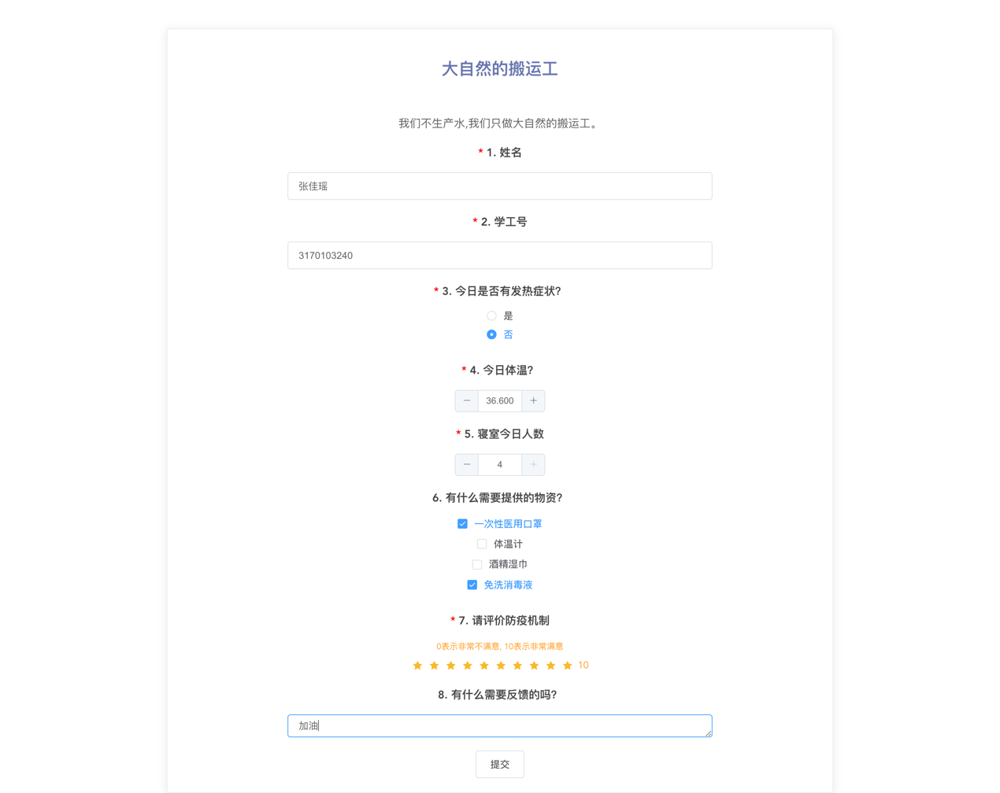 大自然的搬运工
我们不生产水,我们只做大自然的搬运工。
* 1. 姓名
张佳瑶
* 2. 学工号
3170103240
* 3. 今日是否有发热症状?
是
否
* 4. 今日体温?
36.600
* 5. 寝室今日人数
4
6. 有什么需要提供的物资?
一次性医用口罩
体温计
酒精湿巾
免洗消毒液
* 7. 请评价防疫机制
0表示非常不满意, 10表示非常满意
10
8. 有什么需要反馈的吗?
加油
提交